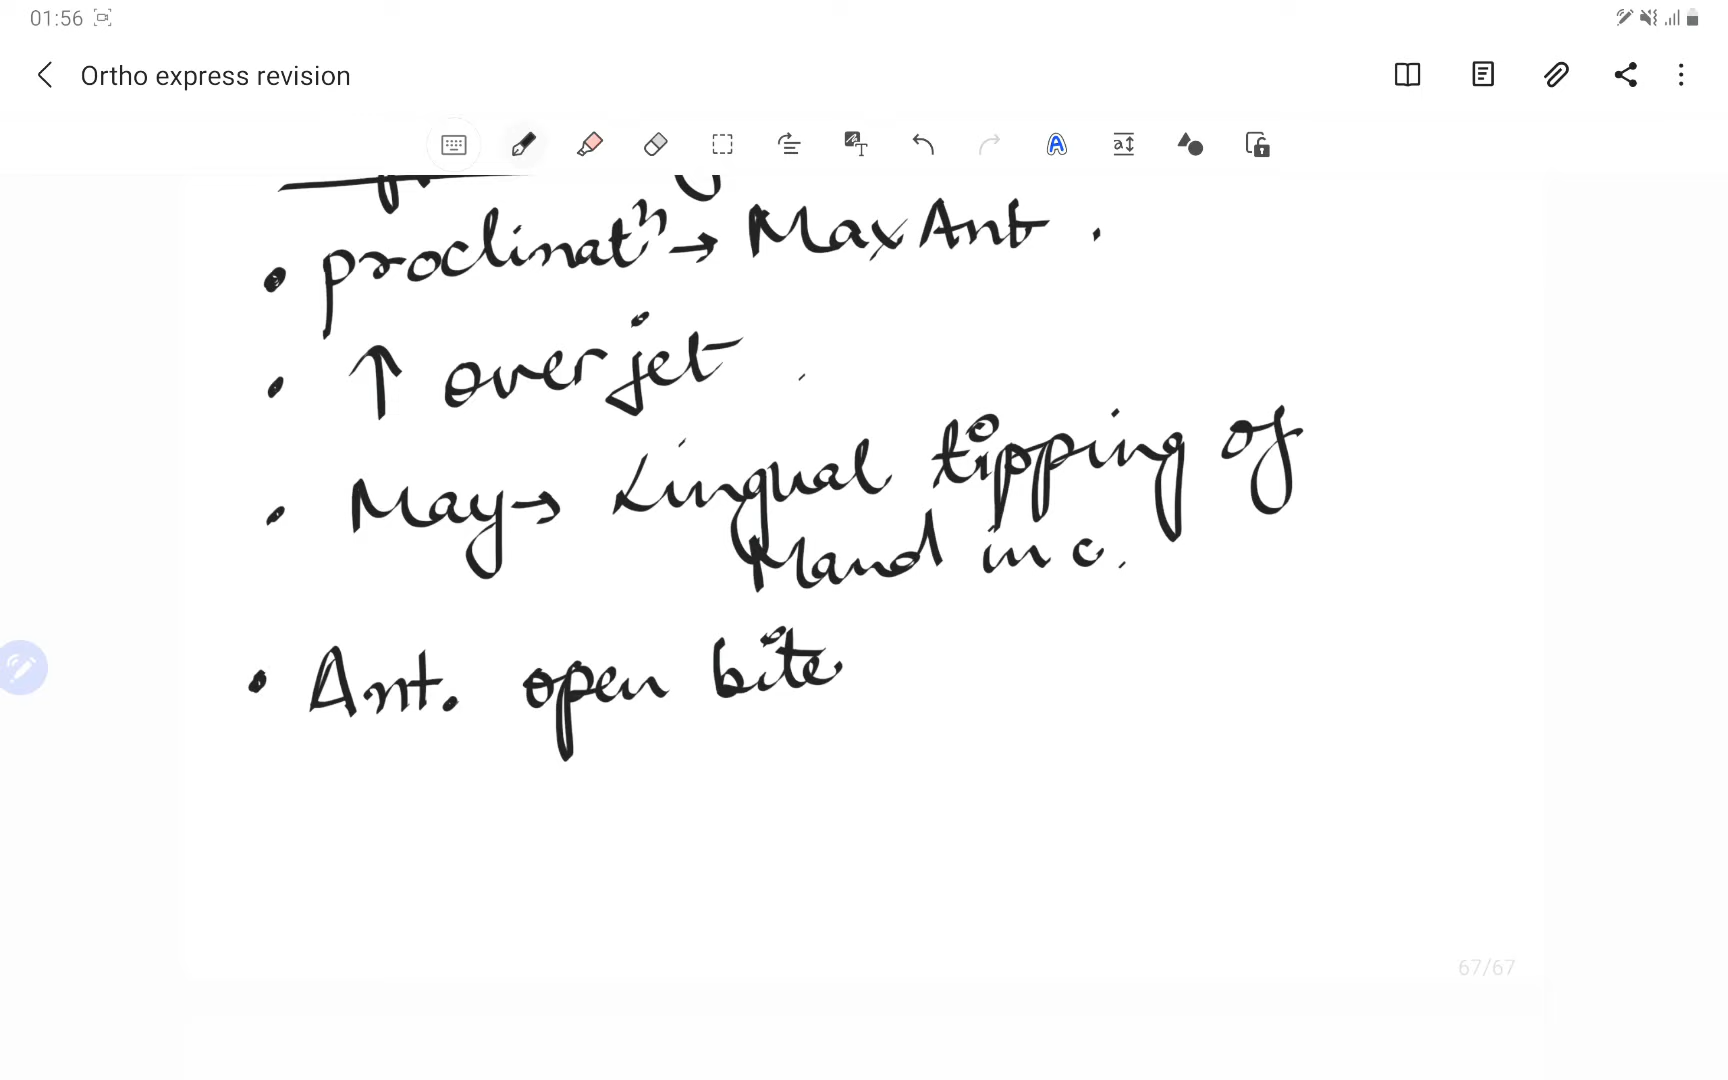 01:56
Ortho express revision
• proclinatⁿ → Max Ant.
• ↑ overjet.
• May → Lingual tipping of
Mand inc.
• Ant. open bite
67/67